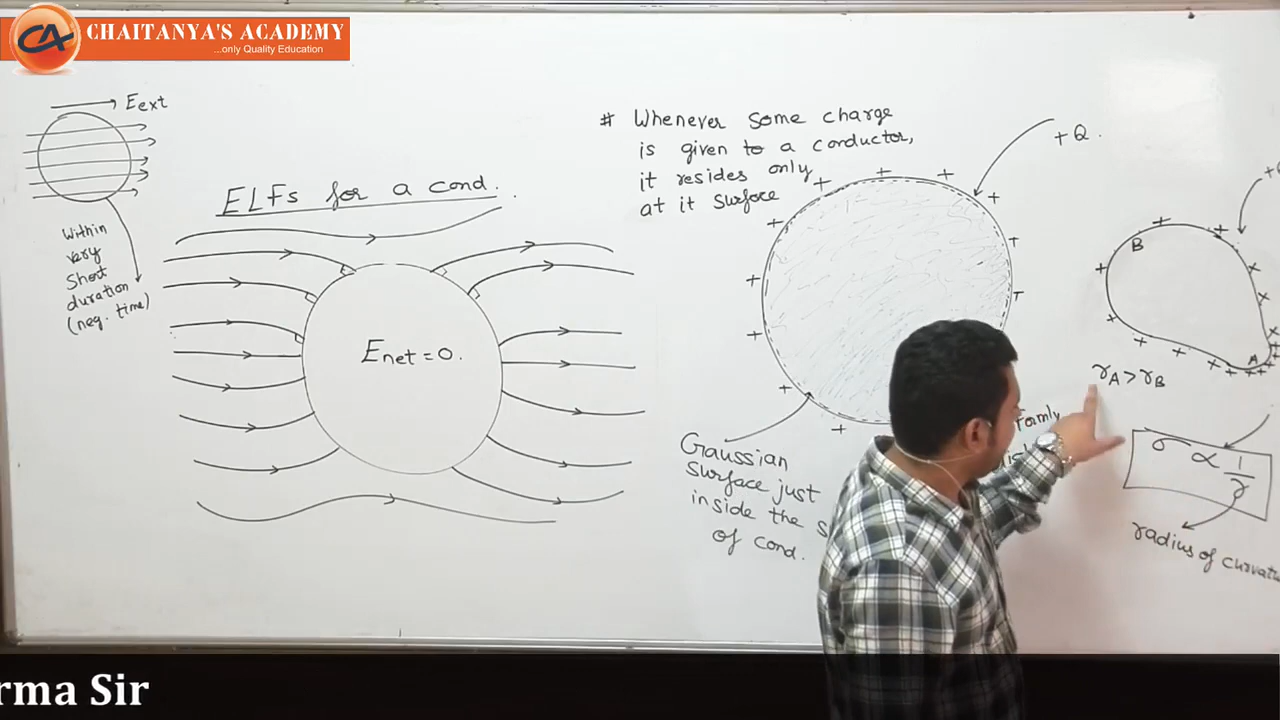 CHAITANYA'S ACADEMY
...only Quality Education
CA
Eext
Within
very
Short
duration
(neg. time)
ELFs for a cond.
Enet = 0.
# Whenever some charge
is given to a conductor,
it resides only
at it surface
+Q.
Gaussian
surface just
inside the
of cond.
B
A
rA > rB
σ ∝ 1/r
radius of
rma Sir